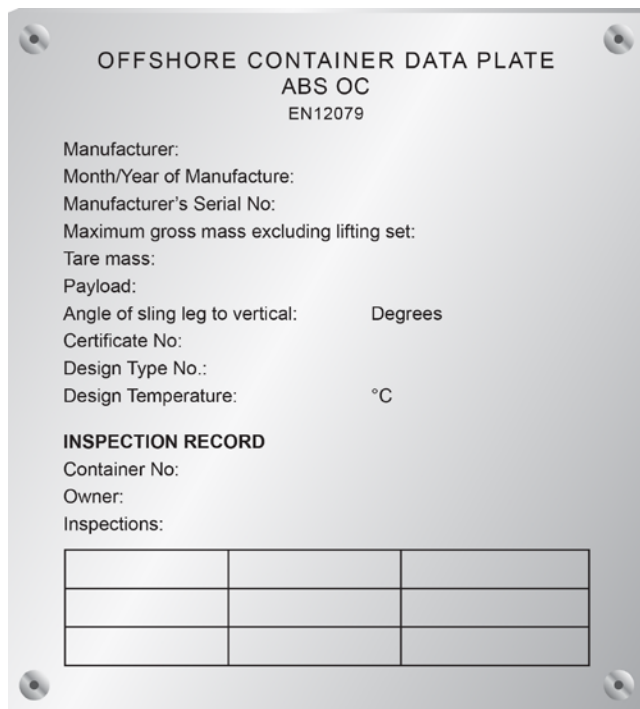 OFFSHORE CONTAINER DATA PLATE
ABS OC
EN12079
Manufacturer:
Month/Year of Manufacture:
Manufacturer's Serial No:
Maximum gross mass excluding lifting set:
Tare mass:
Payload:
Angle of sling leg to vertical: Degrees
Certificate No:
Design Type No.:
Design Temperature: °C
INSPECTION RECORD
Container No:
Owner:
Inspections: